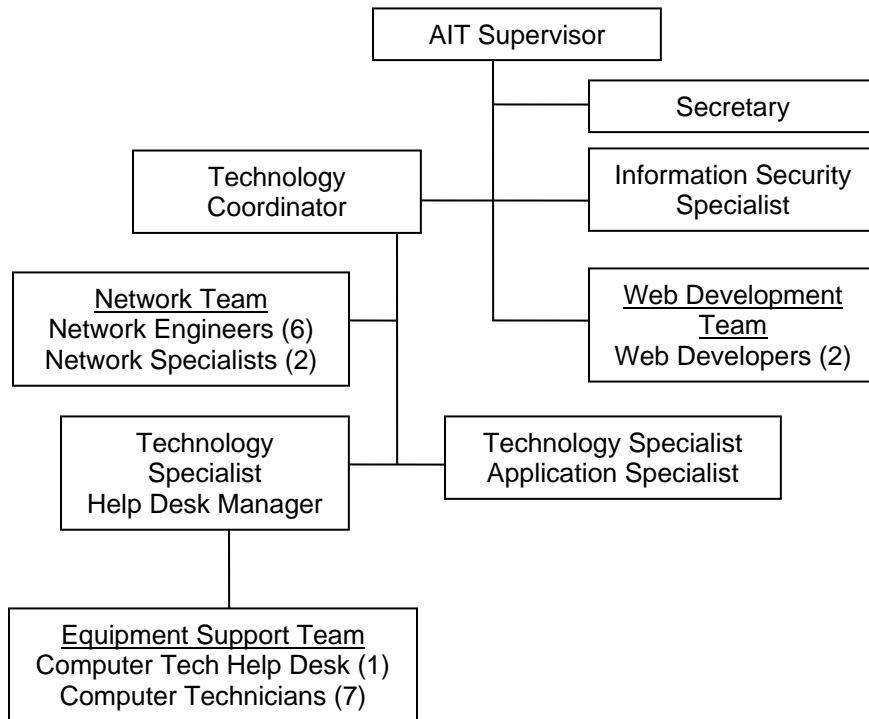 AIT Supervisor
Secretary
Technology
Coordinator
Information Security
Specialist
Network Team
Network Engineers (6)
Network Specialists (2)
Web Development
Team
Web Developers (2)
Technology
Specialist
Help Desk Manager
Technology Specialist
Application Specialist
Equipment Support Team
Computer Tech Help Desk (1)
Computer Technicians (7)